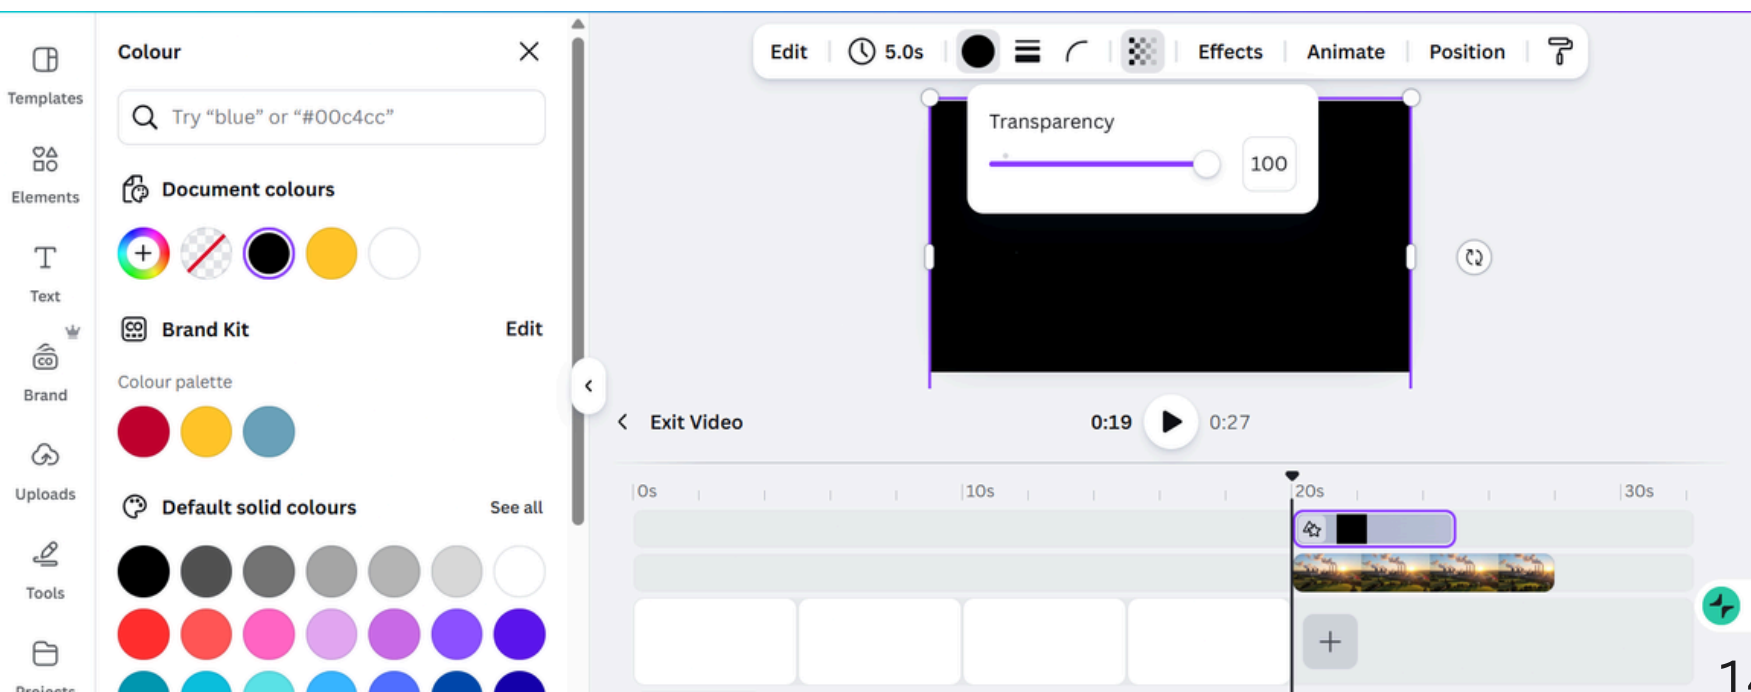 Templates
Elements
Text
Brand
Uploads
Tools
Projects
Colour
Try “blue” or “#00c4cc”
Document colours
Brand Kit
Edit
Colour palette
Default solid colours
See all
Edit
5.0s
Effects
Animate
Position
Transparency
100
Exit Video
0:19
0:27
0s
10s
20s
30s